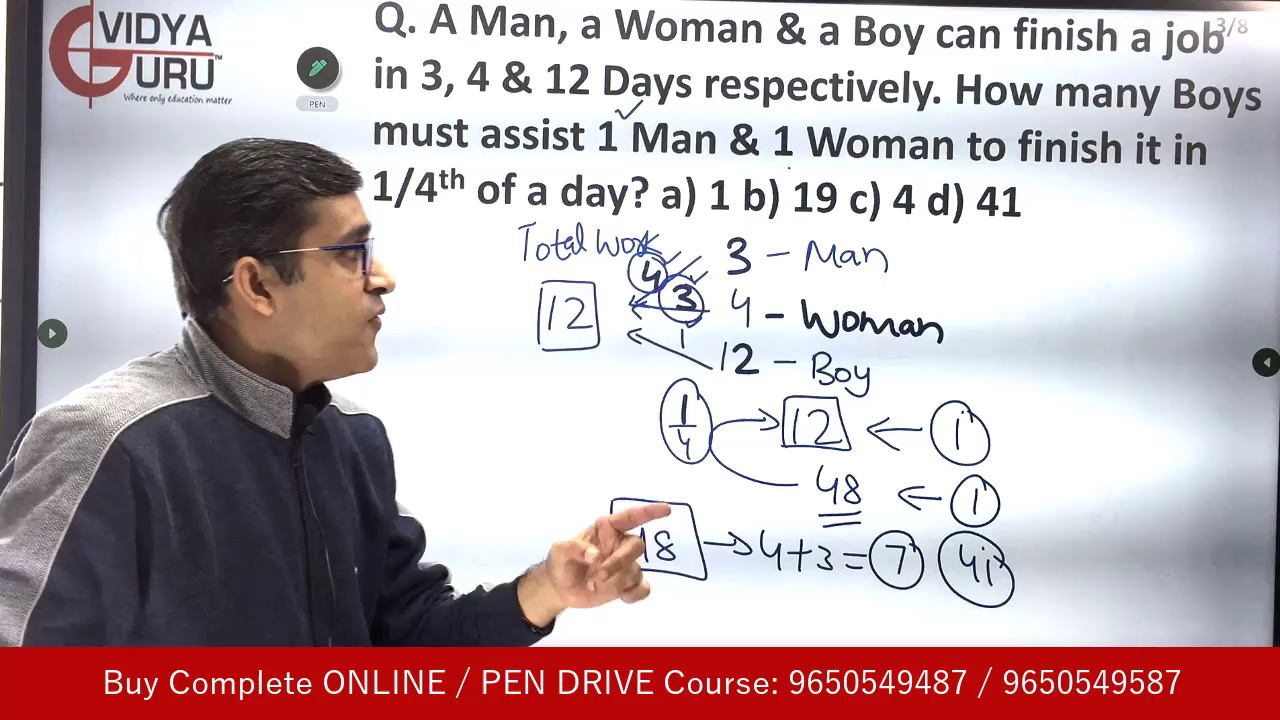 VIDYA
GURU™
Where only education matter
PEN
3/8
Q. A Man, a Woman & a Boy can finish a job
in 3, 4 & 12 Days respectively. How many Boys
must assist 1 Man & 1 Woman to finish it in
1/4th of a day? a) 1 b) 19 c) 4 d) 41
Total work
4 3 - Man
12 3 4 - Woman
1 12 - Boy
1/4 12 ← 1
48 ← 1
48 → 4+3=7 41
Buy Complete ONLINE / PEN DRIVE Course: 9650549487 / 9650549587